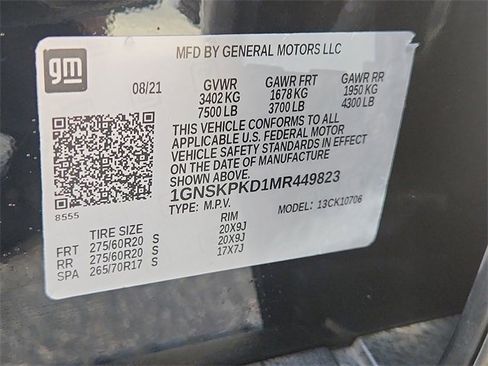 gm
MFD BY GENERAL MOTORS LLC
08/21 GVWR GAWR FRT GAWR RR
3402 KG 1678 KG 1950 KG
7500 LB 3700 LB 4300 LB
THIS VEHICLE CONFORMS TO ALL
APPLICABLE U.S. FEDERAL MOTOR
VEHICLE SAFETY STANDARDS IN EFFECT
ON THE DATE OF MANUFACTURE
SHOWN ABOVE.
1GNSKPKD1MR449823
8555
TYPE: M.P.V. MODEL: 13CK10706
TIRE SIZE RIM
FRT 275/60R20 S 20X9J
RR 275/60R20 S 20X9J
SPA 265/70R17 S 17X7J